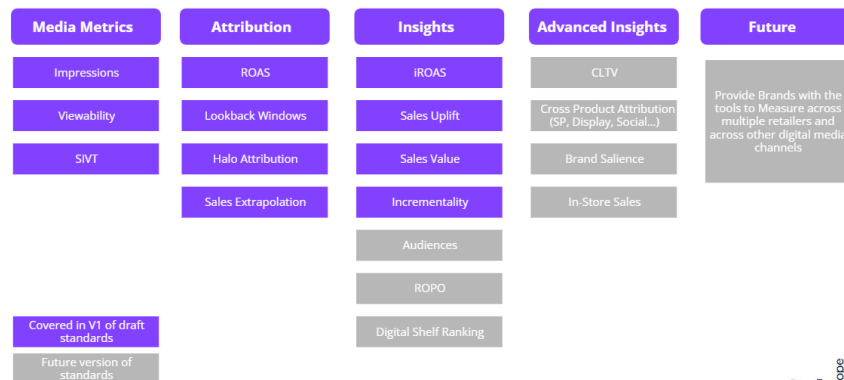 Media Metrics
Impressions
Viewability
SIVT
Attribution
ROAS
Lookback Windows
Halo Attribution
Sales Extrapolation
Insights
iROAS
Sales Uplift
Sales Value
Incrementality
Audiences
ROPO
Digital Shelf Ranking
Advanced Insights
CLTV
Cross Product Attribution
(SP, Display, Social...)
Brand Salience
In-Store Sales
Future
Provide Brands with the
tools to Measure across
multiple retailers and
across other digital media
channels
Covered in V1 of draft
standards
Future version of
standards
ope